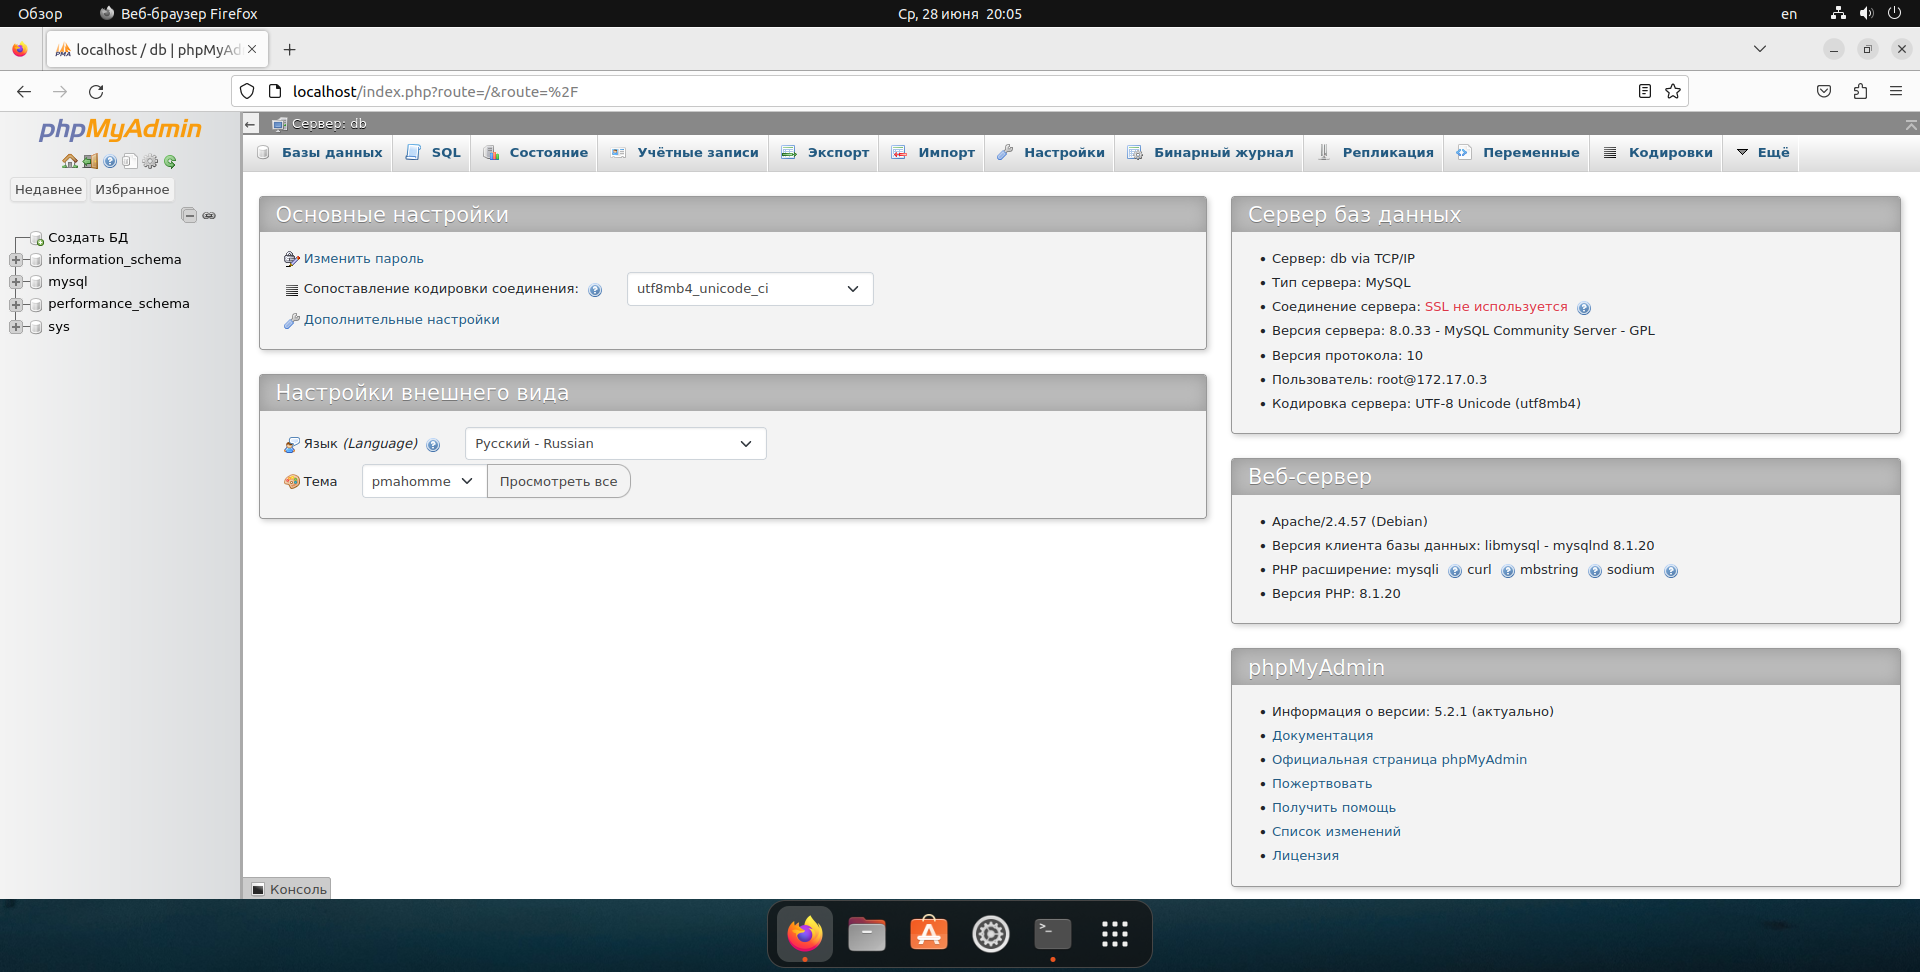 Обзор
Веб-браузер Firefox
Ср, 28 июня 20:05
en
localhost / db | phpMyAd
localhost/index.php?route=/&route=%2F
phpMyAdmin
Недавнее
Избранное
Создать БД
information_schema
mysql
performance_schema
sys
Сервер: db
Базы данных
SQL
Состояние
Учётные записи
Экспорт
Импорт
Настройки
Бинарный журнал
Репликация
Переменные
Кодировки
Ещё
Основные настройки
Изменить пароль
Сопоставление кодировки соединения:
utf8mb4_unicode_ci
Дополнительные настройки
Настройки внешнего вида
Язык (Language)
Русский - Russian
Тема
pmahomme
Просмотреть все
Сервер баз данных
Сервер: db via TCP/IP
Тип сервера: MySQL
Соединение сервера: SSL не используется
Версия сервера: 8.0.33 - MySQL Community Server - GPL
Версия протокола: 10
Пользователь: root@172.17.0.3
Кодировка сервера: UTF-8 Unicode (utf8mb4)
Веб-сервер
Apache/2.4.57 (Debian)
Версия клиента базы данных: libmysql - mysqlnd 8.1.20
PHP расширение: mysqli curl mbstring sodium
Версия PHP: 8.1.20
phpMyAdmin
Информация о версии: 5.2.1 (актуально)
Документация
Официальная страница phpMyAdmin
Пожертвовать
Получить помощь
Список изменений
Лицензия
Консоль